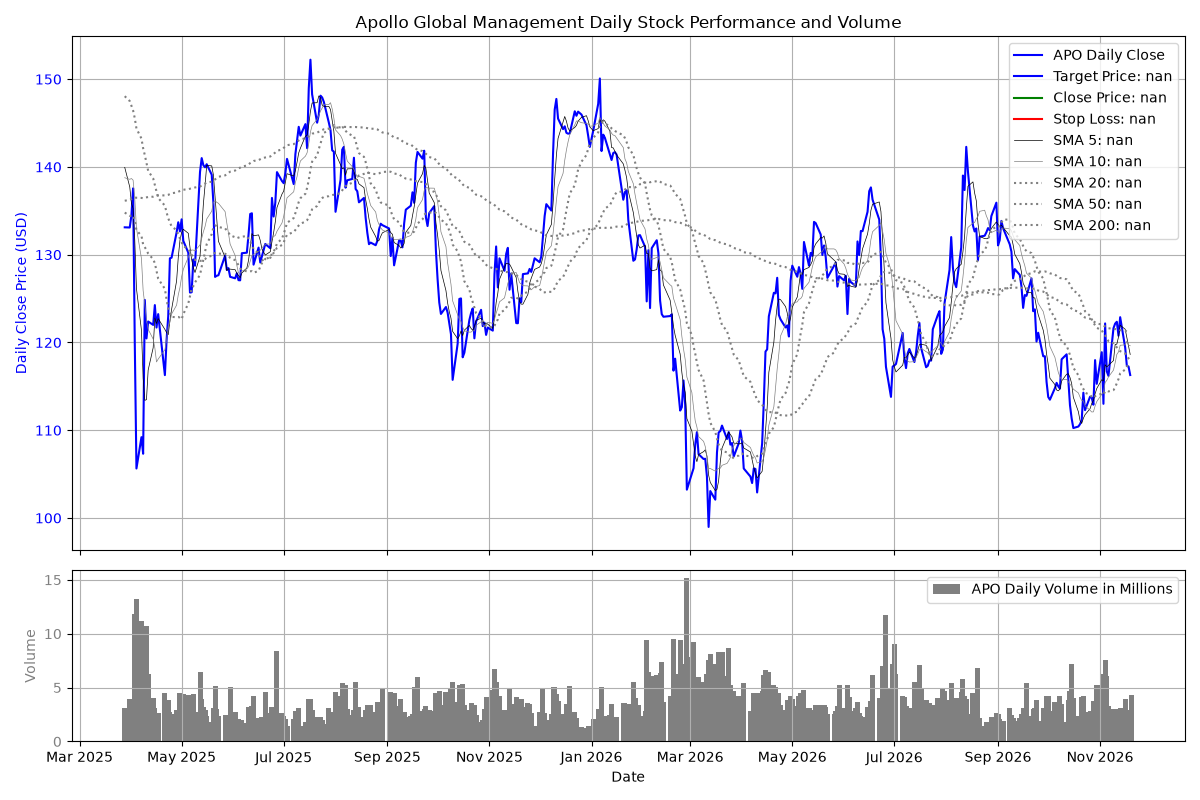 Apollo Global Management Daily Stock Performance and Volume
Daily Close Price (USD)
150
140
130
120
110
100
APO Daily Close
Target Price: nan
Close Price: nan
Stop Loss: nan
SMA 5: nan
SMA 10: nan
SMA 20: nan
SMA 50: nan
SMA 200: nan
Volume
15
10
5
0
APO Daily Volume in Millions
Mar 2025 May 2025 Jul 2025 Sep 2025 Nov 2025 Jan 2026 Mar 2026 May 2026 Jul 2026 Sep 2026 Nov 2026
Date